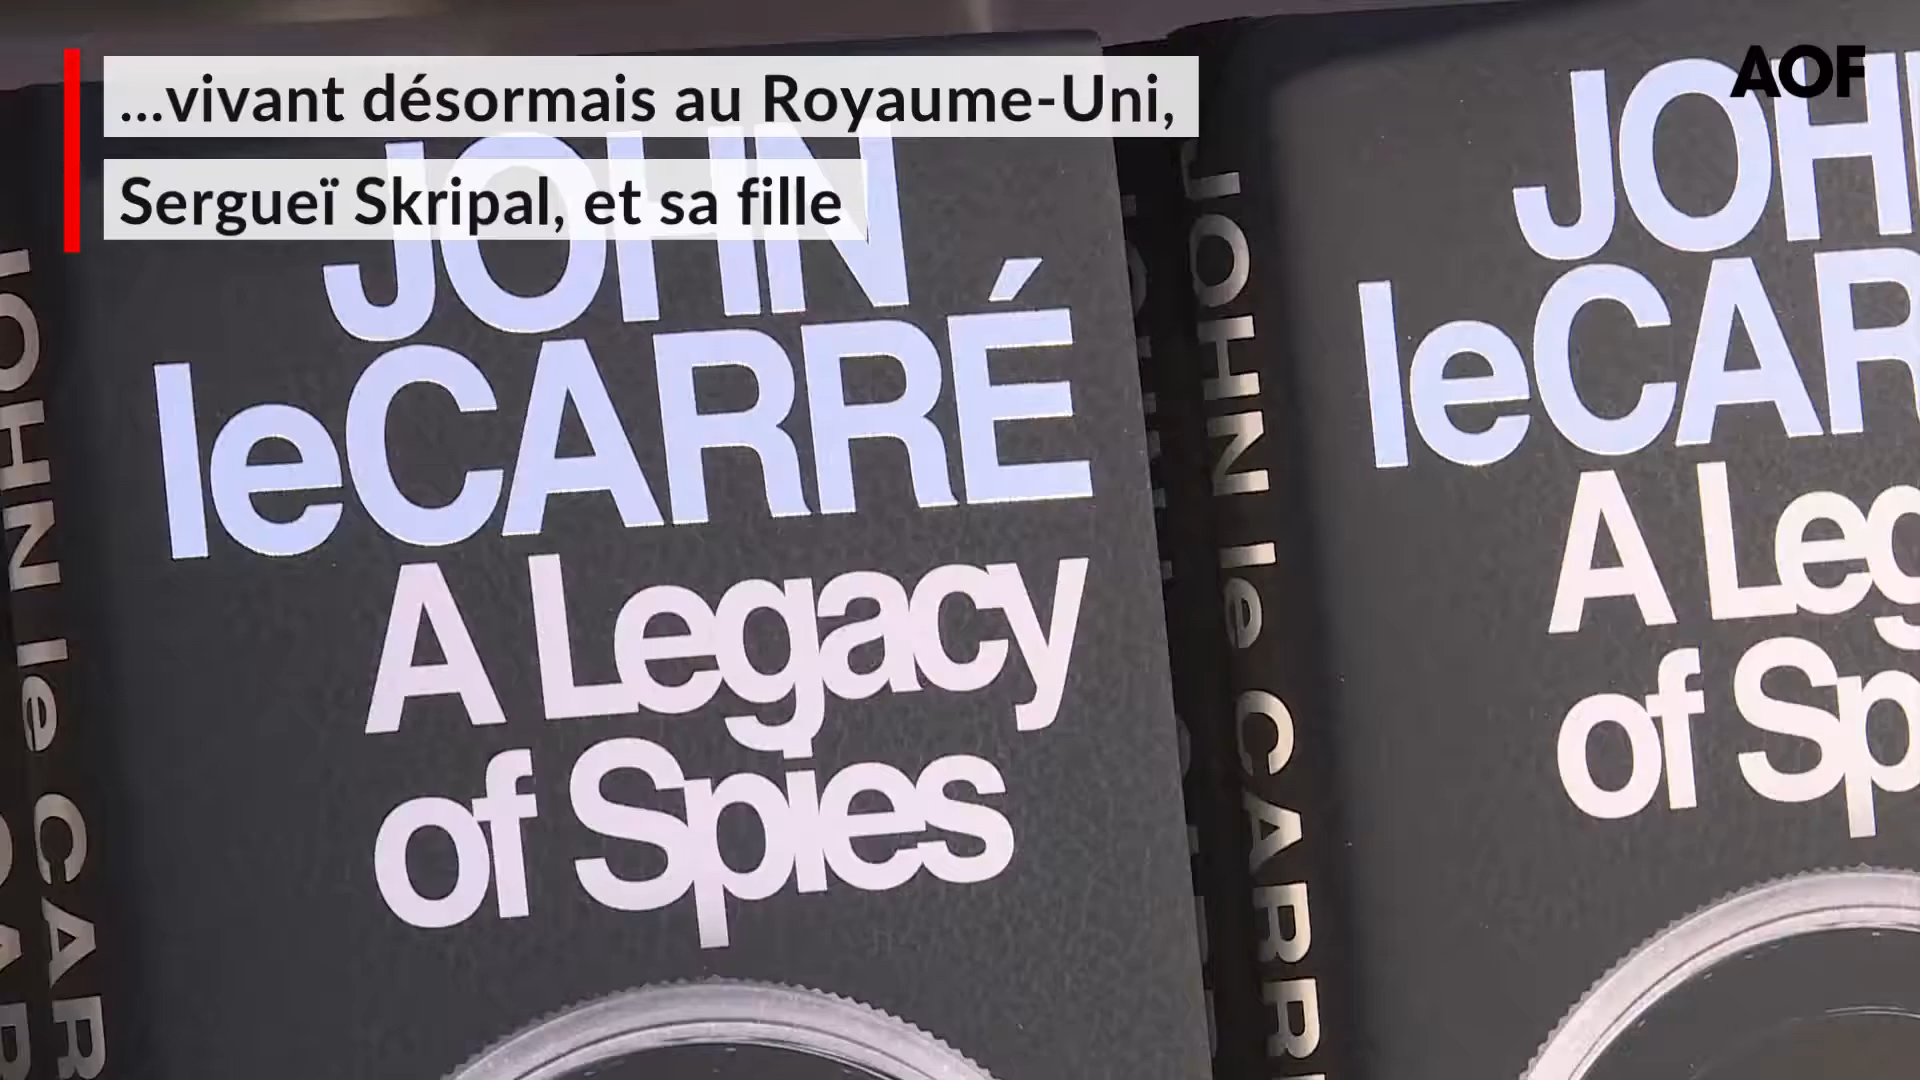 ...vivant désormais au Royaume-Uni,
Sergueï Skripal, et sa fille
AOF
JOHN
leCARRÉ
A Legacy
of Spies
JOHN le CARR
JOH
leCAR
A Leg
of Sp
JOHN le CAR